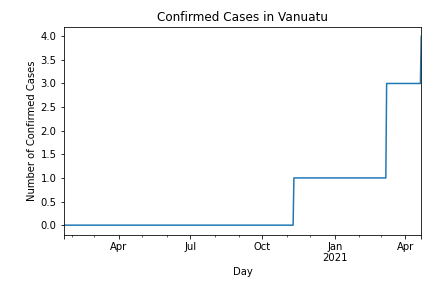 Confirmed Cases in Vanuatu
Number of Confirmed Cases
4.0
3.5
3.0
2.5
2.0
1.5
1.0
0.5
0.0
Apr Jul Oct Jan Apr
2021
Day